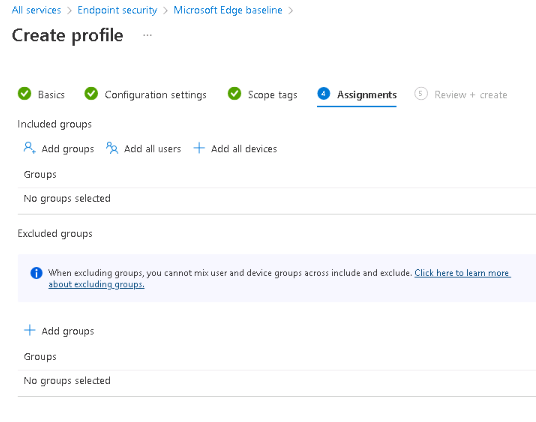 All services > Endpoint security > Microsoft Edge baseline >
Create profile ...
Basics Configuration settings Scope tags 4 Assignments 5 Review + create
Included groups
Add groups Add all users Add all devices
Groups
No groups selected
Excluded groups
When excluding groups, you cannot mix user and device groups across include and exclude. Click here to learn more
about excluding groups.
Add groups
Groups
No groups selected